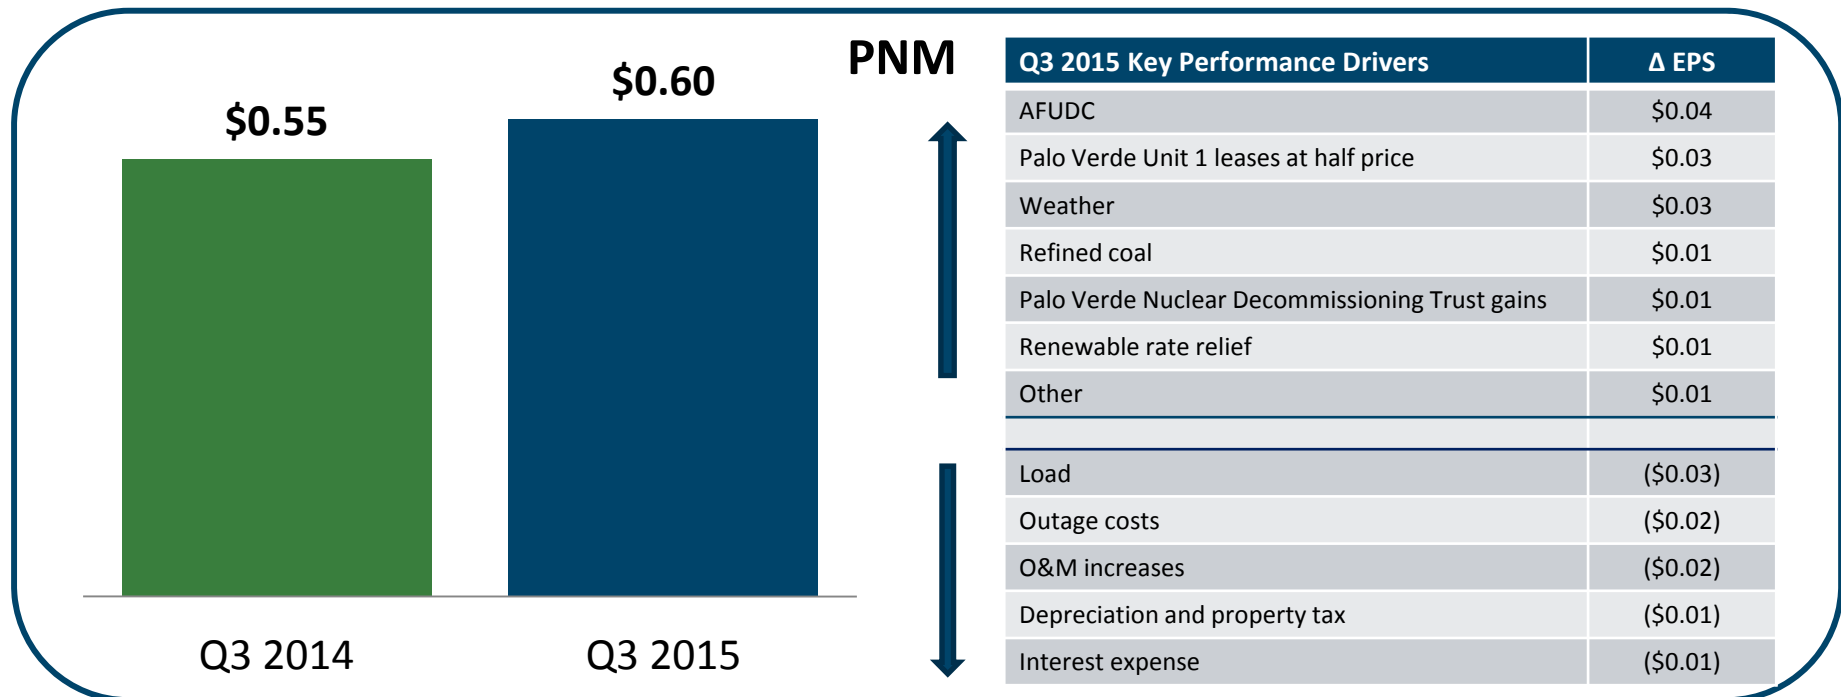 PNM
$0.55
$0.60
Q3 2014
Q3 2015
Q3 2015 Key Performance Drivers Δ EPS
AFUDC $0.04
Palo Verde Unit 1 leases at half price $0.03
Weather $0.03
Refined coal $0.01
Palo Verde Nuclear Decommissioning Trust gains $0.01
Renewable rate relief $0.01
Other $0.01
Load ($0.03)
Outage costs ($0.02)
O&M increases ($0.02)
Depreciation and property tax ($0.01)
Interest expense ($0.01)